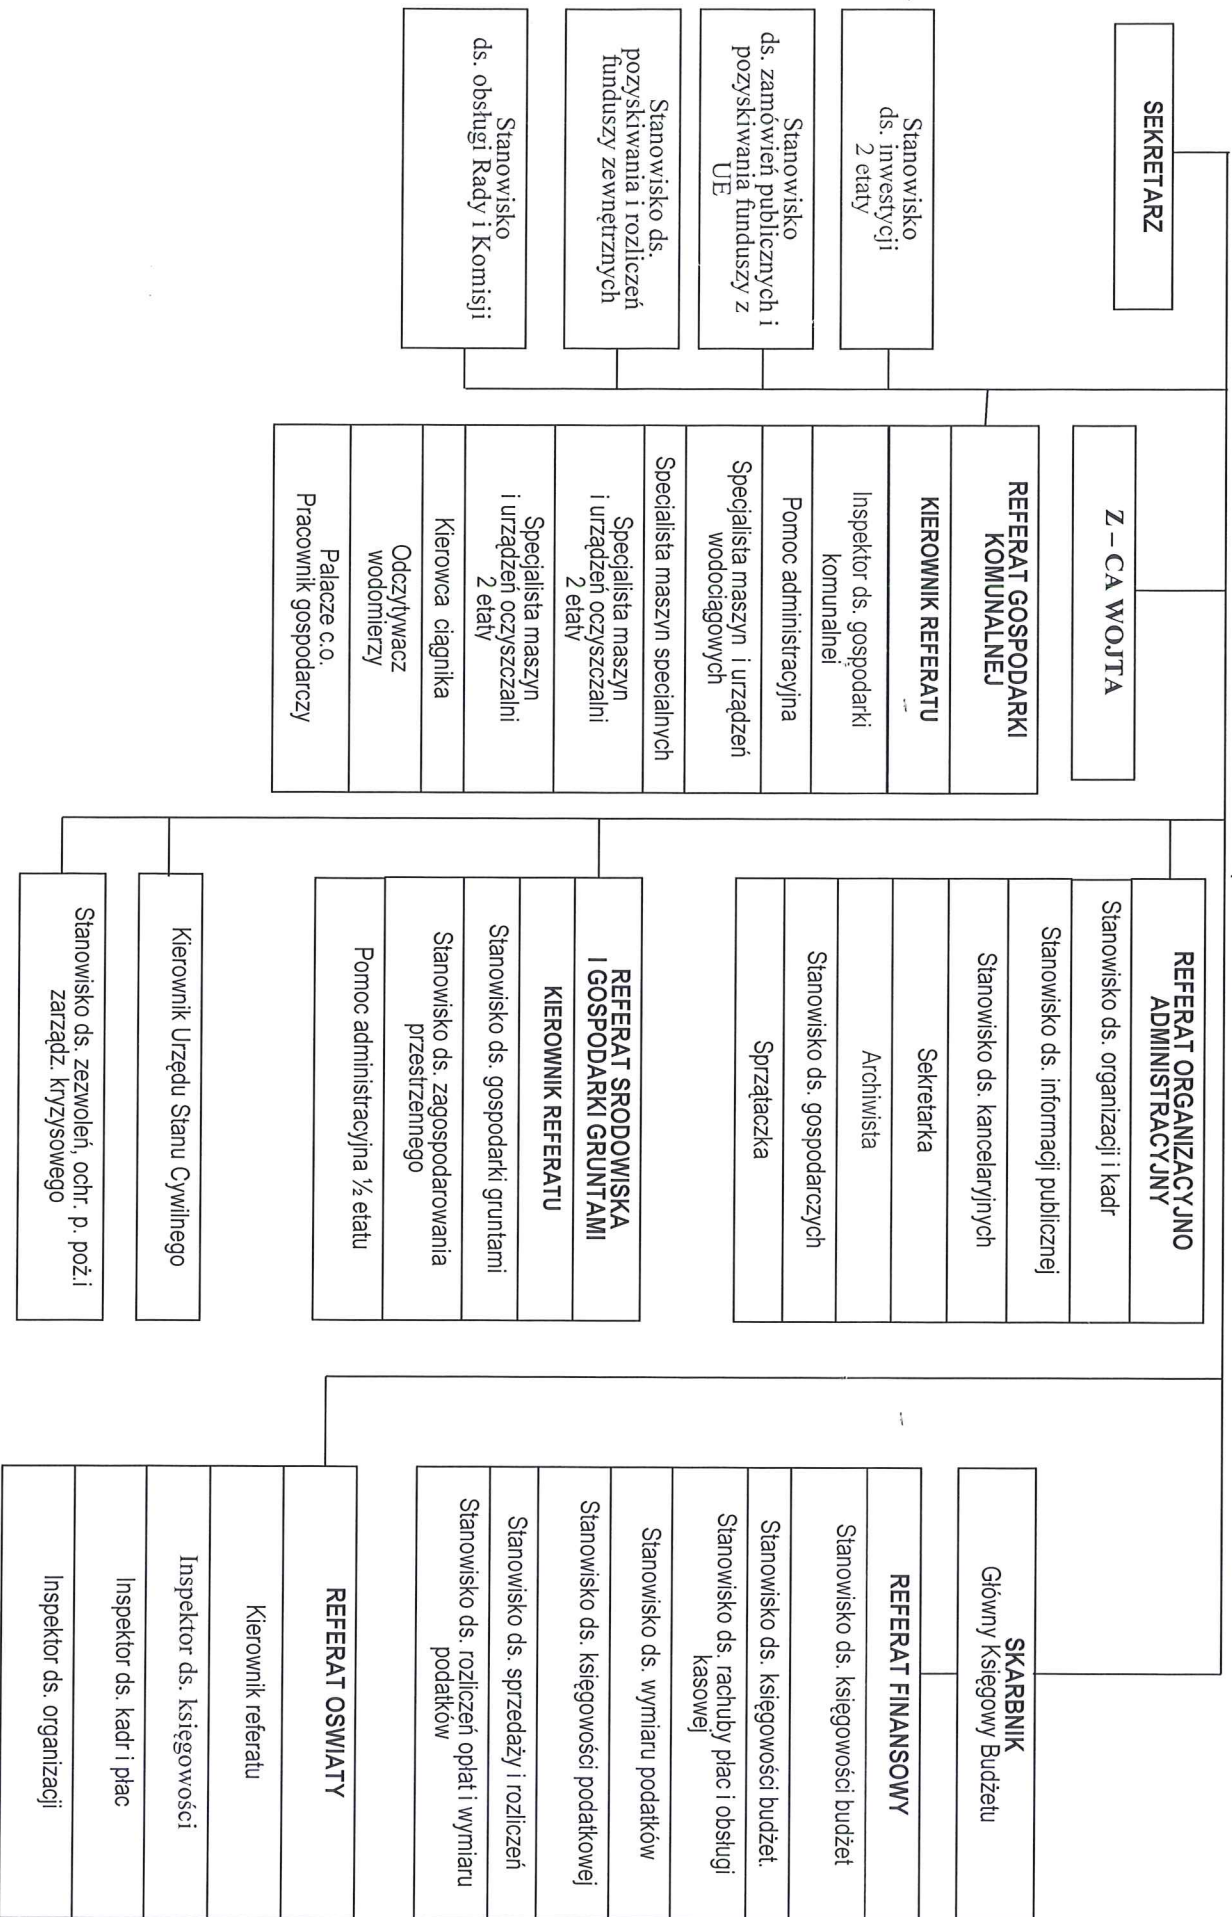 SEKRETARZ
Stanowisko
ds. inwestycji
2 etaty
Stanowisko
ds. zamówień publicznych i
pozyskiwania funduszy z
UE
Stanowisko ds.
pozyskiwania i rozliczeń
funduszy zewnętrznych
Stanowisko
ds. obsługi Rady i Komisji
Z – CA WOJTA
REFERAT GOSPODARKI
KOMUNALNEJ
KIEROWNIK REFERATU
Inspektor ds. gospodarki
komunalnej
Pomoc administracyjna
Specjalista maszyn i urządzeń
wodociągowych
Specjalista maszyn specjalnych
Specjalista maszyn
i urządzeń oczyszczalni
2 etaty
Specjalista maszyn
i urządzeń oczyszczalni
2 etaty
Kierowca ciągnika
Odczytywacz
wodomierzy
Palacze c.o.
Pracownik gospodarczy
REFERAT ORGANIZACYJNO
ADMINISTRACYJNY
Stanowisko ds. organizacji i kadr
Stanowisko ds. informacji publicznej
Stanowisko ds. kancelaryjnych
Sekretarka
Archiwista
Stanowisko ds. gospodarczych
Sprzątaczka
REFERAT SRODOWISKA
I GOSPODARKI GRUNTAMI
KIEROWNIK REFERATU
Stanowisko ds. gospodarki gruntami
Stanowisko ds. zagospodarowania
przestrzennego
Pomoc administracyjna ½ etatu
Kierownik Urzędu Stanu Cywilnego
Stanowisko ds. zezwoleń, ochr. p. poż.i
zarządz. kryzysowego
SKARBNIK
Główny Księgowy Budżetu
REFERAT FINANSOWY
Stanowisko ds. księgowości budżet
Stanowisko ds. księgowości budżet.
Stanowisko ds. rachuby płac i obsługi
kasowej
Stanowisko ds. wymiaru podatków
Stanowisko ds. księgowości podatkowej
Stanowisko ds. sprzedaży i rozliczeń
Stanowisko ds. rozliczeń opłat i wymiaru
podatków
REFERAT OSWIATY
Kierownik referatu
Inspektor ds. księgowości
Inspektor ds. kadr i płac
Inspektor ds. organizacji